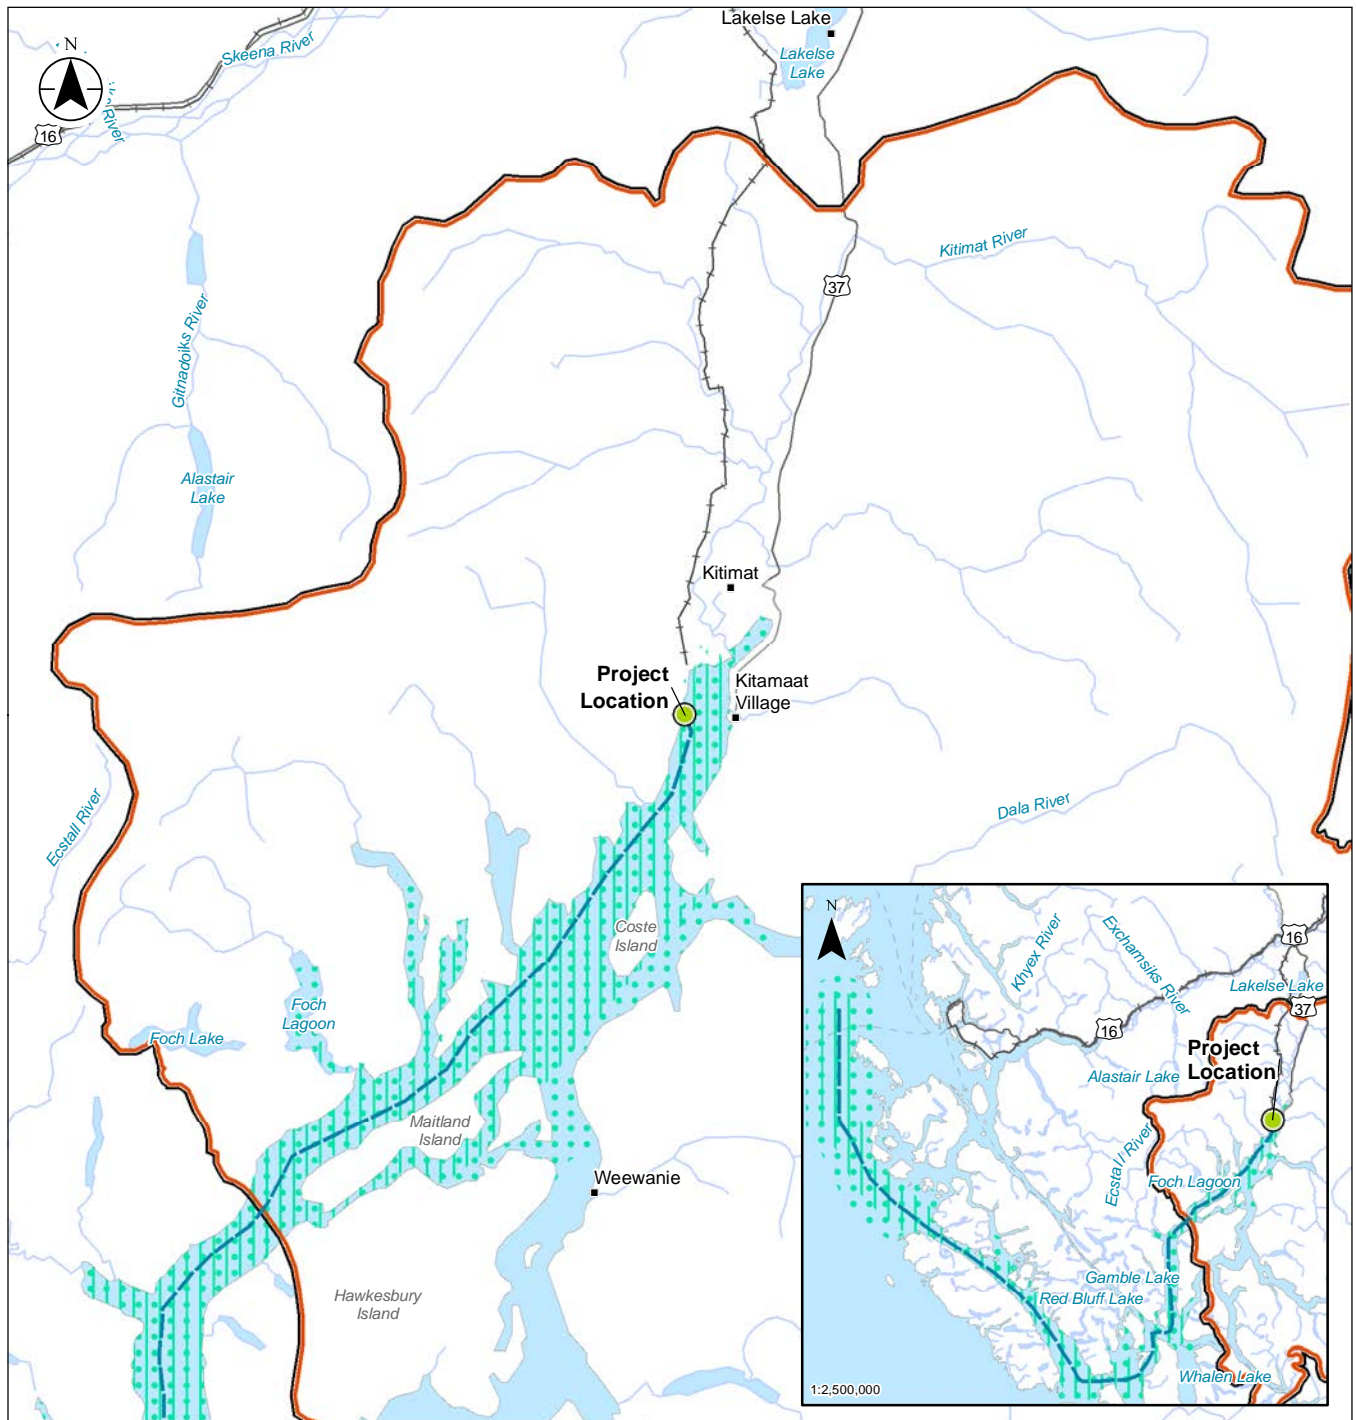 Lakelse Lake
N
Skeena River
Lakelse
Lake
River
16
Kitimat River
37
Gitnadoiks River
Alastair
Lake
Kitimat
Project
Location
Kitamaat
Village
Ecstall River
Dala River
Coste
Island
Foch
Lagoon
Foch Lake
Maitland
Island
Weewanie
Hawkesbury
Island
N
Khyex River
Exchamsiks River
16
Lakelse Lake
37
16
Project
Location
Alastair Lake
Ecstall River
Foch Lagoon
Gamble Lake
Red Bluff Lake
Whalen Lake
1:2,500,000